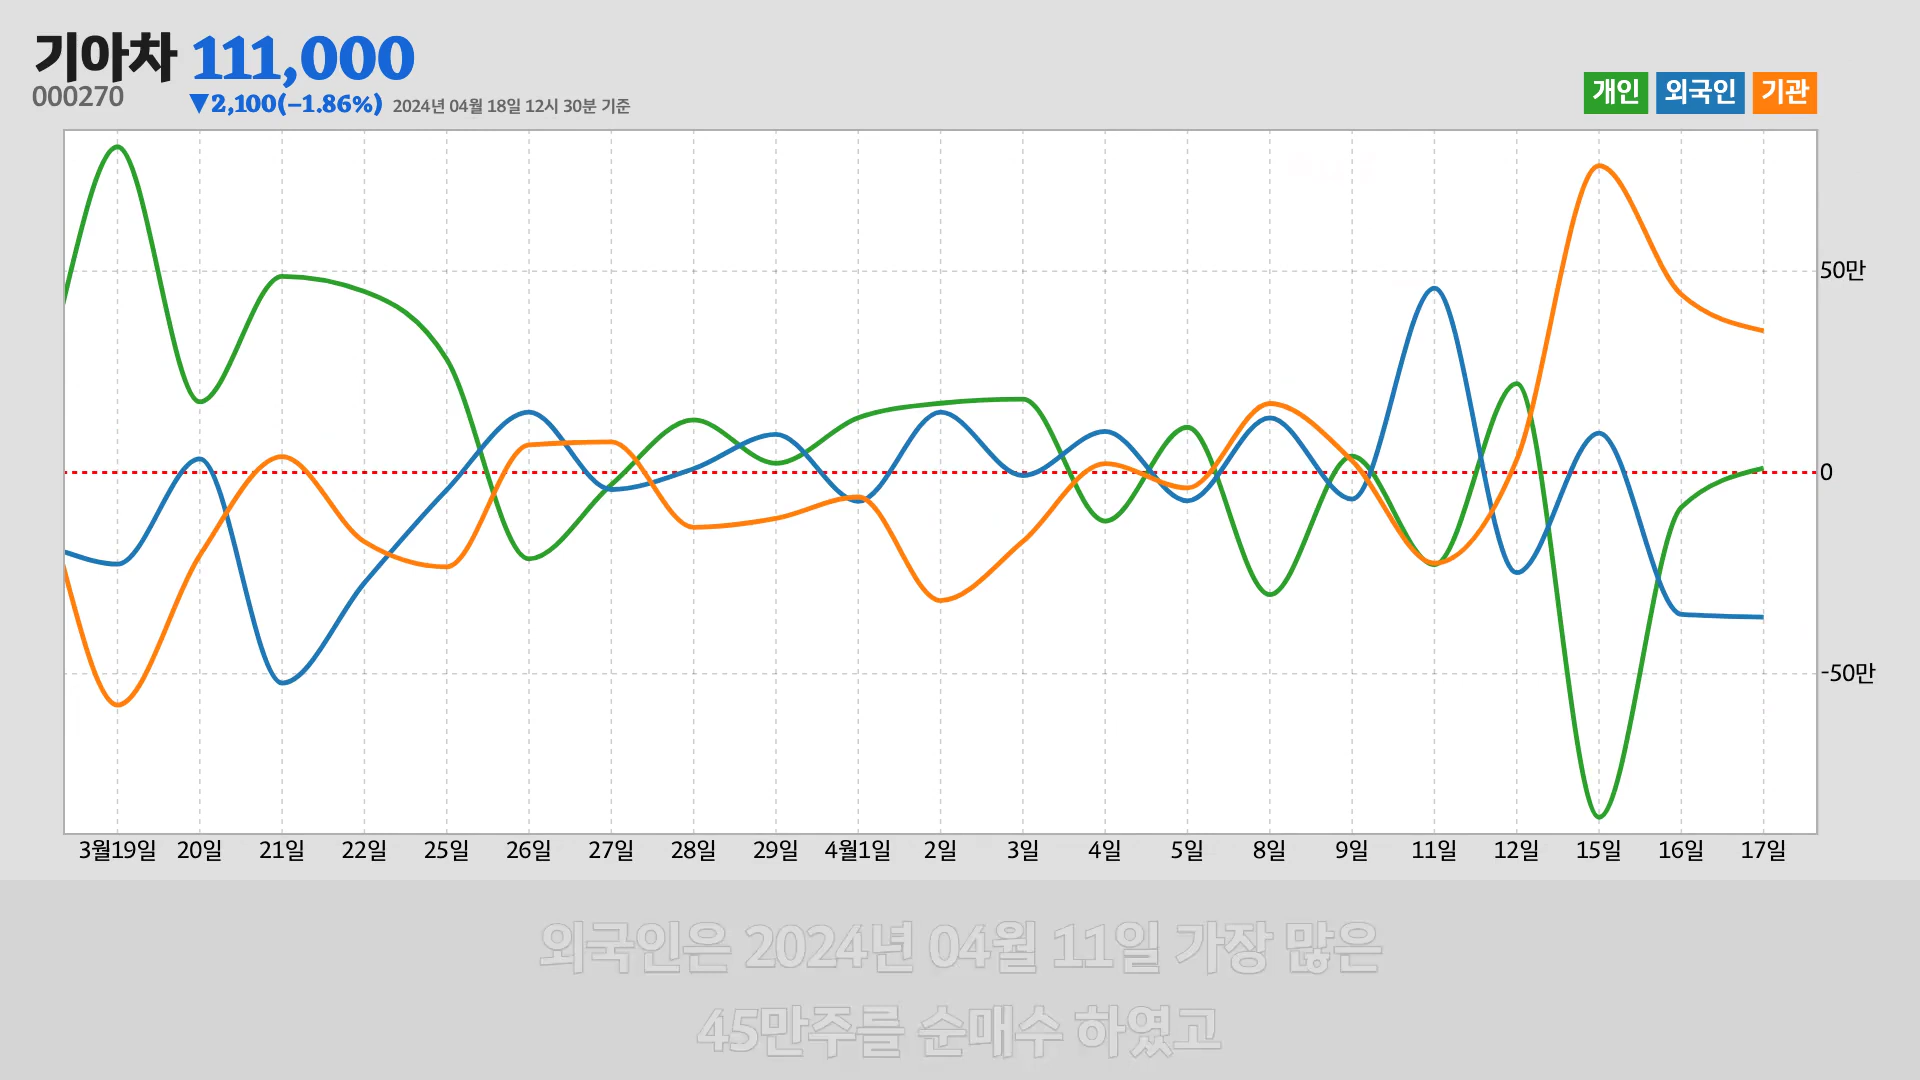 기아차 111,000
000270 ▼2,100(−1.86%) 2024년 04월 18일 12시 30분 기준
개인 외국인 기관
50만
0
-50만
3월19일 20일 21일 22일 25일 26일 27일 28일 29일 4월1일 2일 3일 4일 5일 8일 9일 11일 12일 15일 16일 17일
외국인은 2024년 04월 11일 가장 많은
45만주를 순매수 하였고